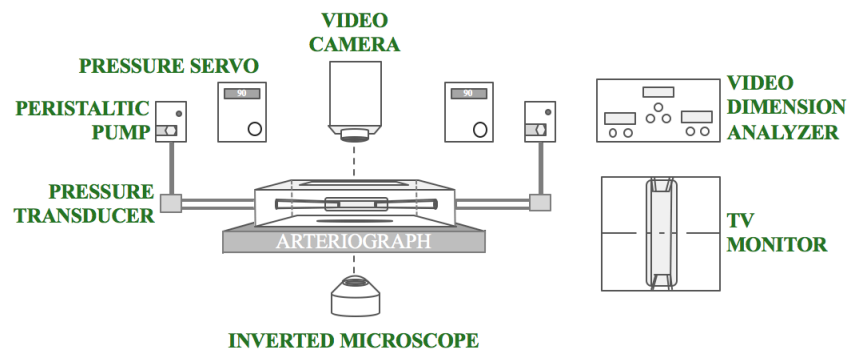 VIDEO
CAMERA
PRESSURE SERVO
90
90
PERISTALTIC
PUMP
VIDEO
DIMENSION
ANALYZER
PRESSURE
TRANSDUCER
ARTERIOGRAPH
TV
MONITOR
INVERTED MICROSCOPE